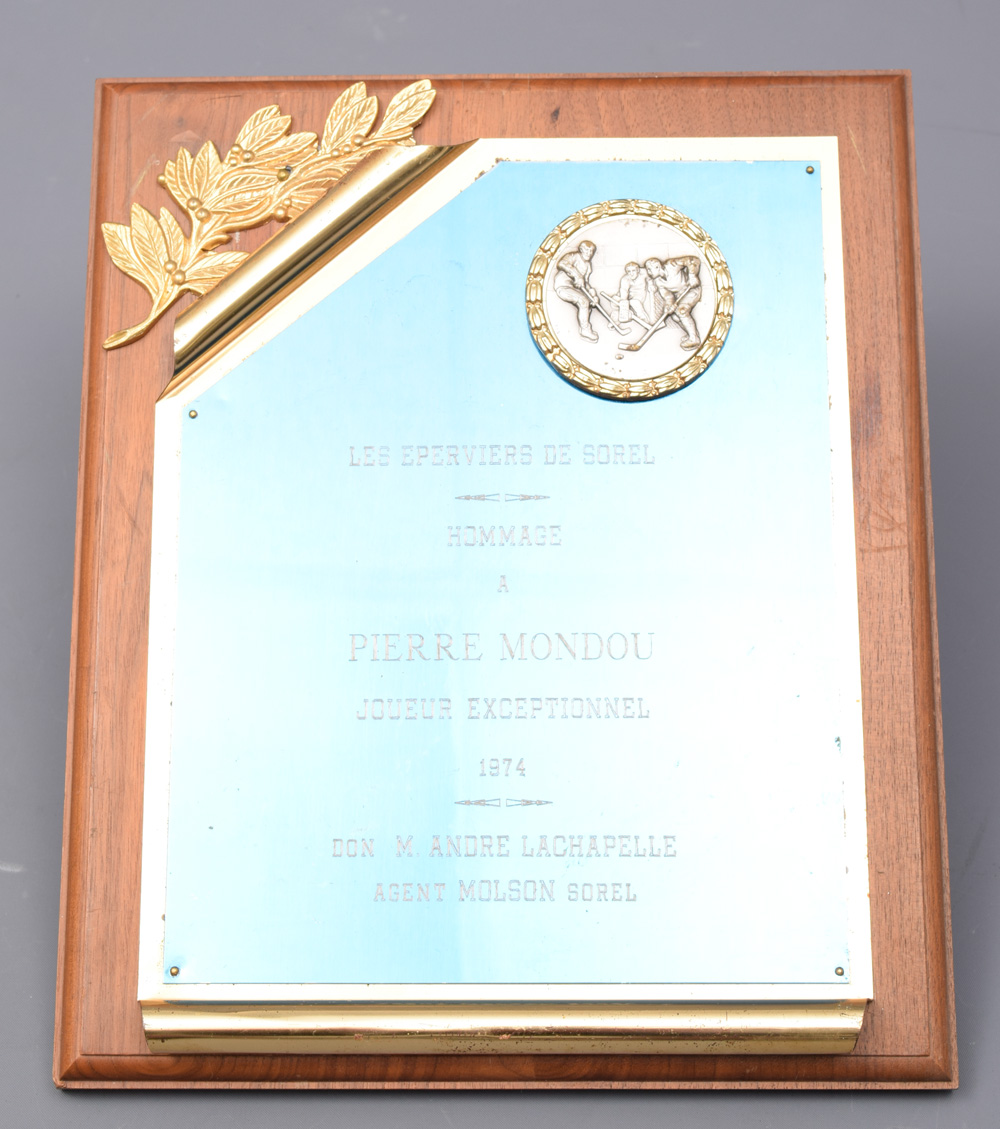 LES EPERVIERS DE SOREL
HOMMAGE
A
PIERRE MONDOU
JOUEUR EXCEPTIONNEL
1974
DON M. ANDRE LACHAPELLE
AGENT MOLSON SOREL